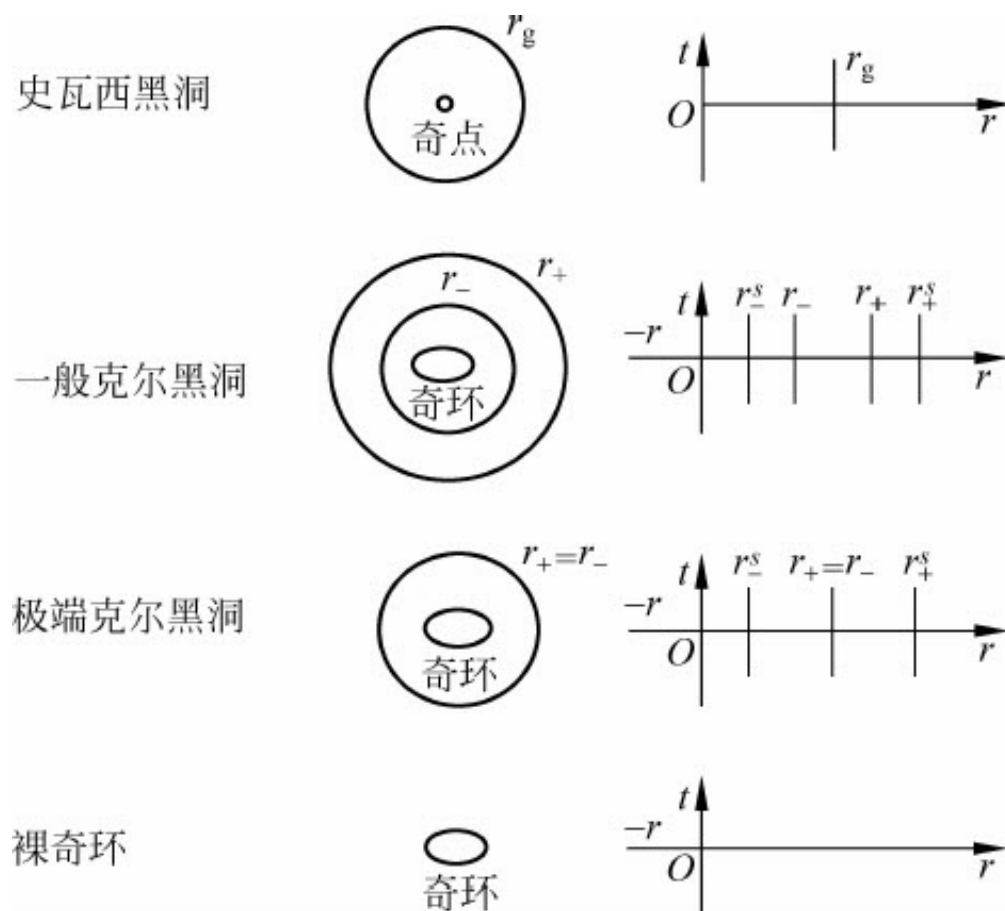 r_g
史瓦西黑洞
奇点
t r_g
O r
r_- r_+
一般克尔黑洞
奇环
t r_-^s r_- r_+ r_+^s
-r
O r
r_+=r_-
极端克尔黑洞
奇环
t r_-^s r_+=r_- r_+^s
-r
O r
裸奇环
奇环
t
-r
O r